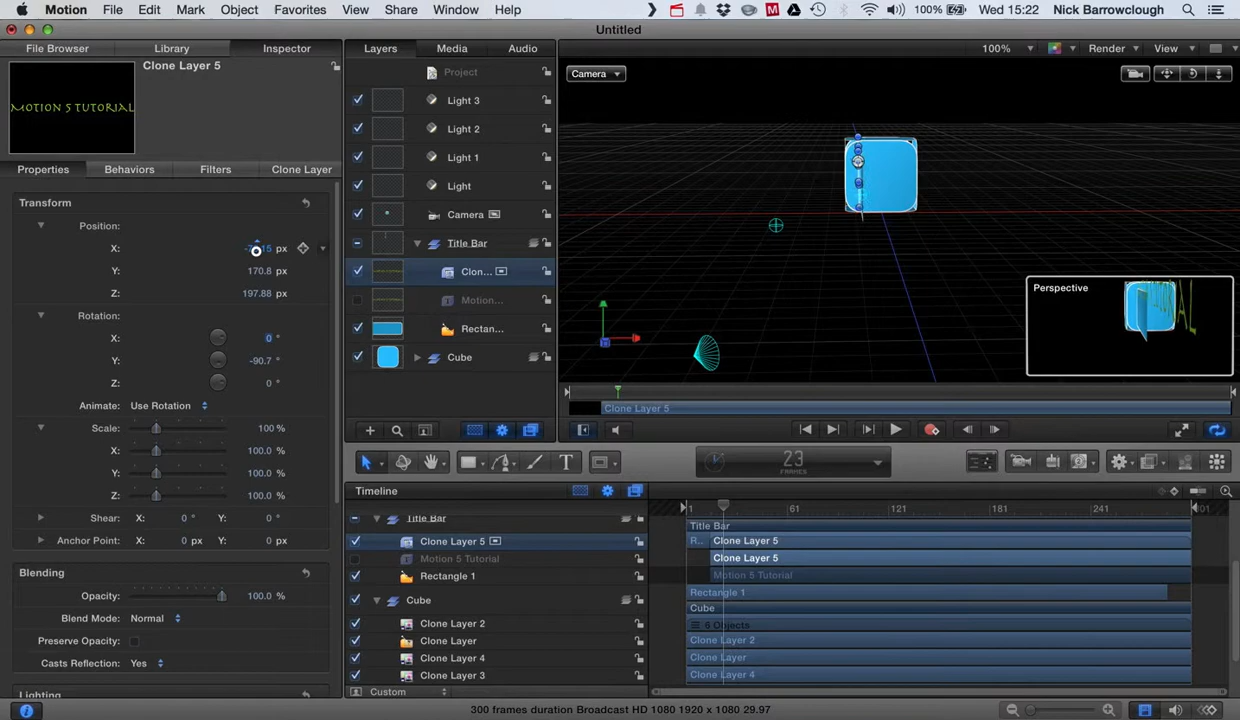 Motion File Edit Mark Object Favorites View Share Window Help 100% Wed 15:22 Nick Barrowclough
Untitled
File Browser Library Inspector Layers Media Audio 100% Render View
Clone Layer 5
MOTION 5 TUTORIAL
Project
Camera
Light 3
Light 2
Light 1
Light
Properties Behaviors Filters Clone Layer
Transform
Camera
Position:
Title Bar
X: px
Y: 170.8 px
Clon...
Z: 197.88 px
Motion...
Perspective
Rotation:
Rectan...
X: 0 °
Y: -90.7 °
Cube
Z: 0 °
Animate: Use Rotation
Clone Layer 5
Scale: 100 %
X: 100.0 %
23
FRAMES
Y: 100.0 %
Z: 100.0 %
Timeline
1 61 121 181 241 301
Shear: X: 0 ° Y: 0 °
Title Bar Title Bar
Anchor Point: X: 0 px Y: 0 px
Clone Layer 5 R... Clone Layer 5
Motion 5 Tutorial Clone Layer 5
Blending
Rectangle 1 Motion 5 Tutorial
Opacity: 100.0 %
Cube Rectangle 1
Cube
Blend Mode: Normal
Clone Layer 2 6 Objects
Preserve Opacity:
Clone Layer Clone Layer 2
Casts Reflection: Yes
Clone Layer 4 Clone Layer
Clone Layer 3 Clone Layer 4
Lighting
Custom
300 frames duration Broadcast HD 1080 1920 x 1080 29.97